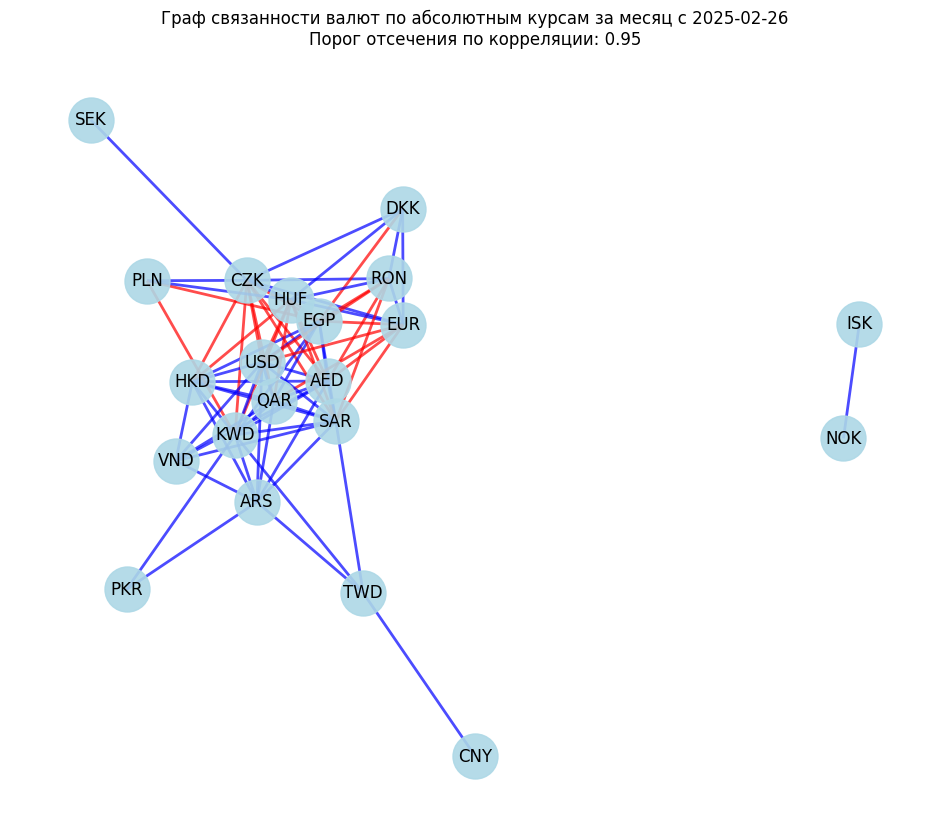 Граф связанности валют по абсолютным курсам за месяц с 2025-02-26
Порог отсечения по корреляции: 0.95
SEK
DKK
PLN
CZK
RON
HUF
EGP
EUR
ISK
USD
HKD
AED
QAR
SAR
KWD
NOK
VND
ARS
PKR
TWD
CNY